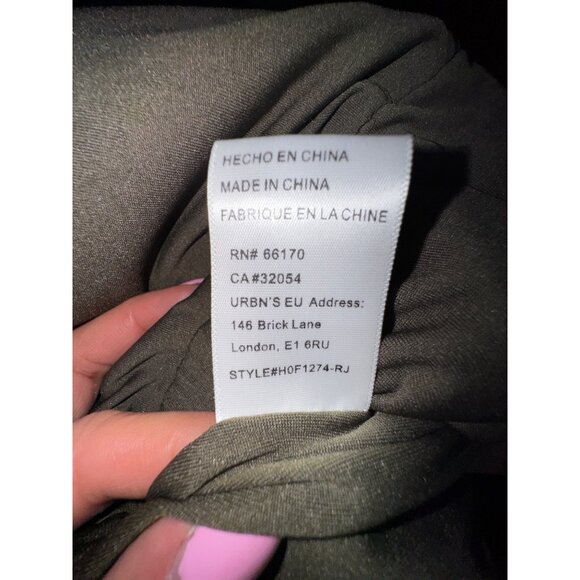 HECHO EN CHINA
MADE IN CHINA
FABRIQUE EN LA CHINE
RN# 66170
CA#32054
URBN'S EU Address:
146 Brick Lane
London, E1 6RU
STYLE#H0F1274-RJ